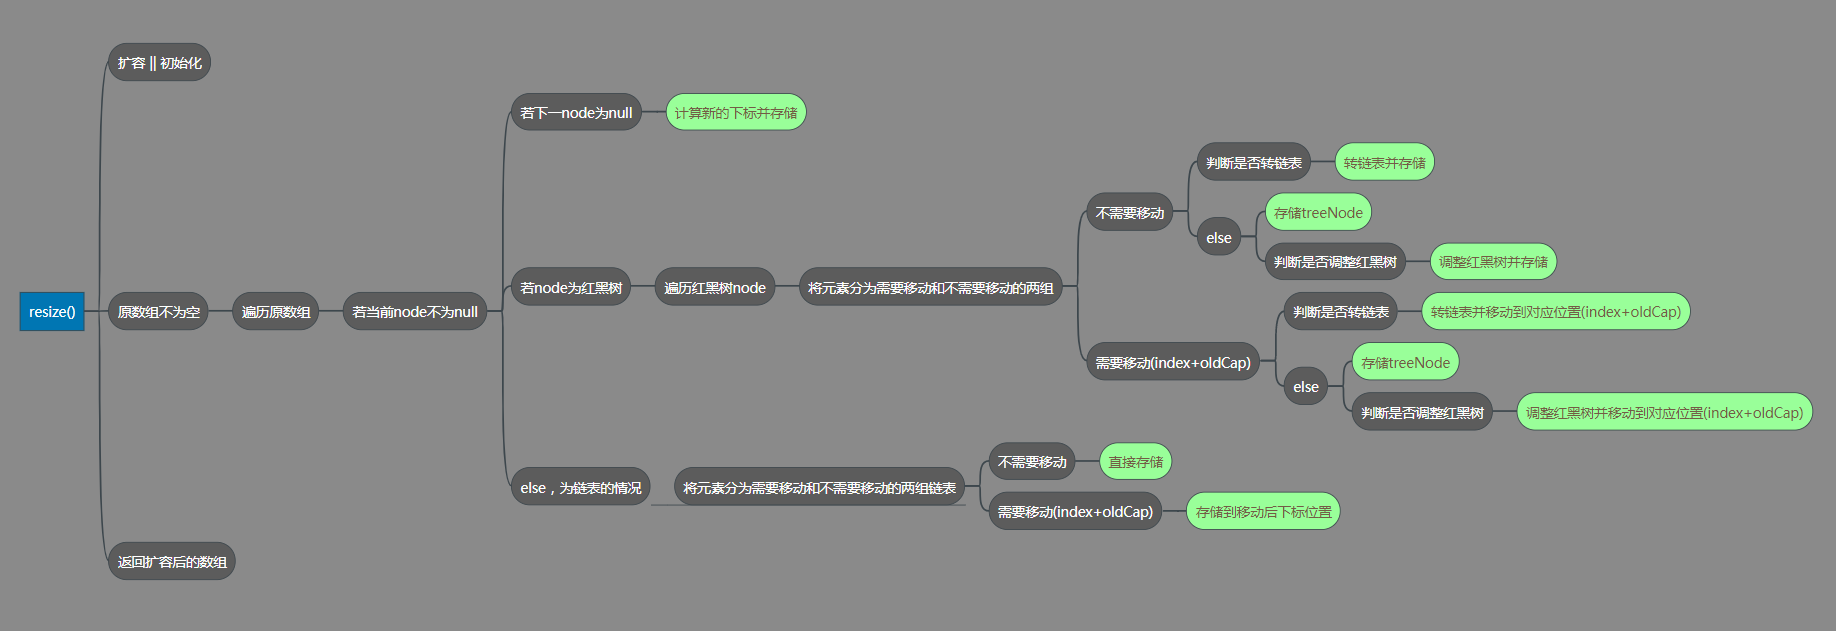 resize()
扩容 || 初始化
原数组不为空
遍历原数组
若当前node不为null
若下一node为null
计算新的下标并存储
若node为红黑树
遍历红黑树node
将元素分为需要移动和不需要移动的两组
不需要移动
判断是否转链表
转链表并存储
else
存储treeNode
判断是否调整红黑树
调整红黑树并存储
需要移动(index+oldCap)
判断是否转链表
转链表并移动到对应位置(index+oldCap)
else
存储treeNode
判断是否调整红黑树
调整红黑树并移动到对应位置(index+oldCap)
else，为链表的情况
将元素分为需要移动和不需要移动的两组链表
不需要移动
直接存储
需要移动(index+oldCap)
存储到移动后下标位置
返回扩容后的数组